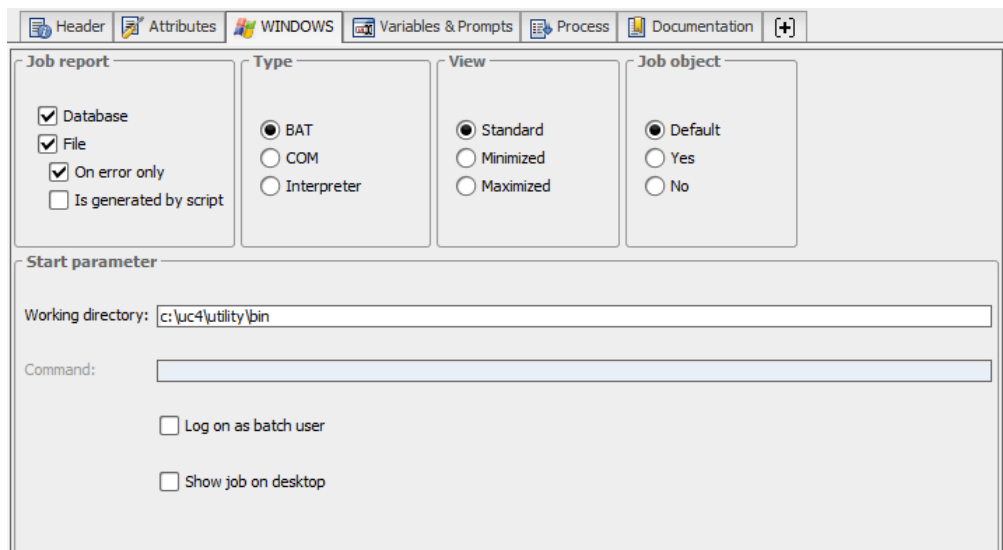 Header Attributes WINDOWS Variables & Prompts Process Documentation [+]
Job report
Database
File
On error only
Is generated by script
Type
BAT
COM
Interpreter
View
Standard
Minimized
Maximized
Job object
Default
Yes
No
Start parameter
Working directory: c:\uc4\utility\bin
Command:
Log on as batch user
Show job on desktop